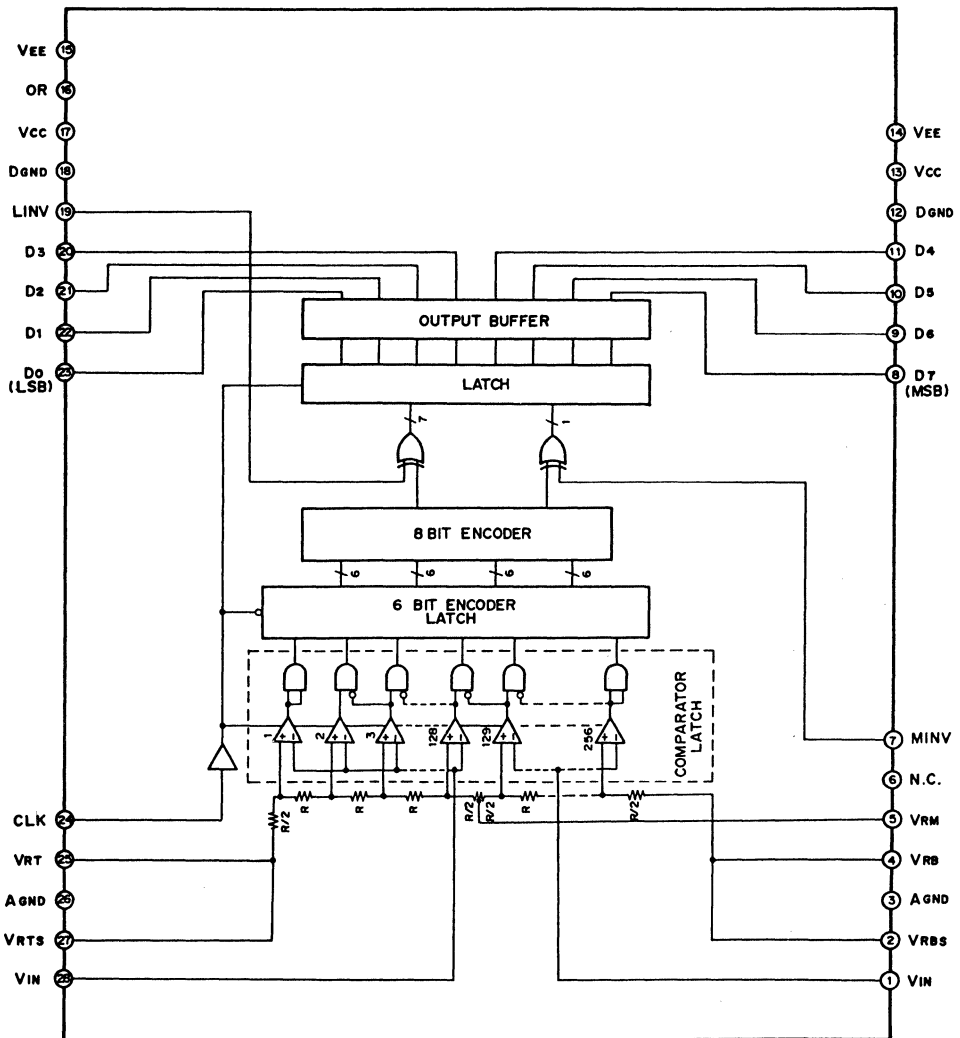 VEE 15
OR 16
VCC 17
DGND 18
LINV 19
D3 20
D2 21
D1 22
D0 23
(LSB)
14 VEE
13 VCC
12 DGND
11 D4
10 D5
9 D6
8 D7
(MSB)
OUTPUT BUFFER
LATCH
7
1
8 BIT ENCODER
6 6 6 6
6 BIT ENCODER
LATCH
COMPARATOR
LATCH
1 2 3 128 129 256
+ − + − + − + − + − + −
R/2 R R R R/2 R/2 R R/2
CLK 24
VRT 25
AGND 26
VRTS 27
VIN 28
7 MINV
6 N.C.
5 VRM
4 VRB
3 AGND
2 VRBS
1 VIN